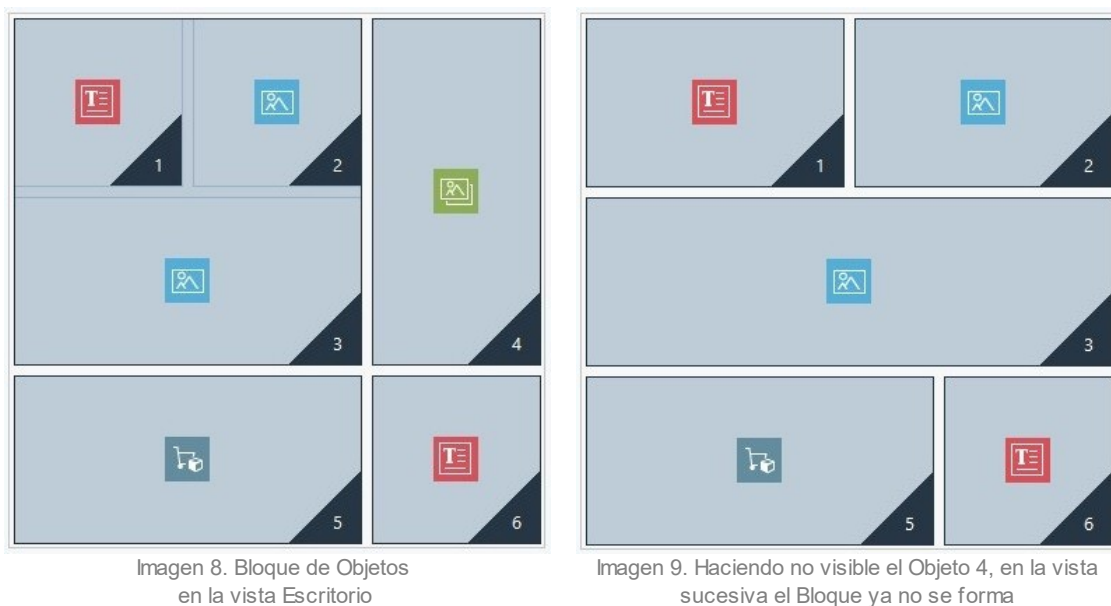 T
1
2
3
4
5
T
6
Imagen 8. Bloque de Objetos
en la vista Escritorio
T
1
2
3
5
T
6
Imagen 9. Haciendo no visible el Objeto 4, en la vista
sucesiva el Bloque ya no se forma